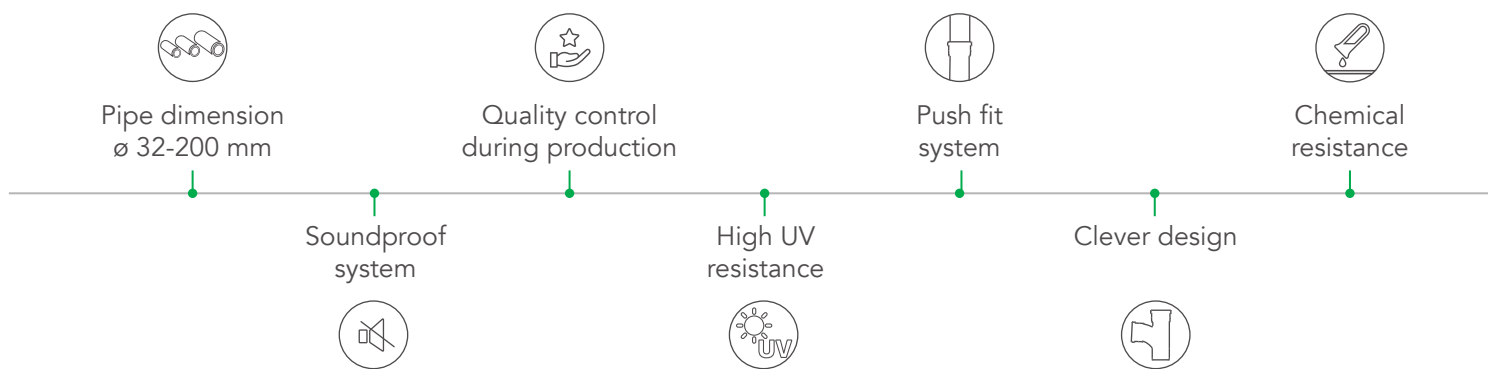 Pipe dimension
ø 32-200 mm
Soundproof
system
Quality control
during production
High UV
resistance
UV
Push fit
system
Clever design
Chemical
resistance